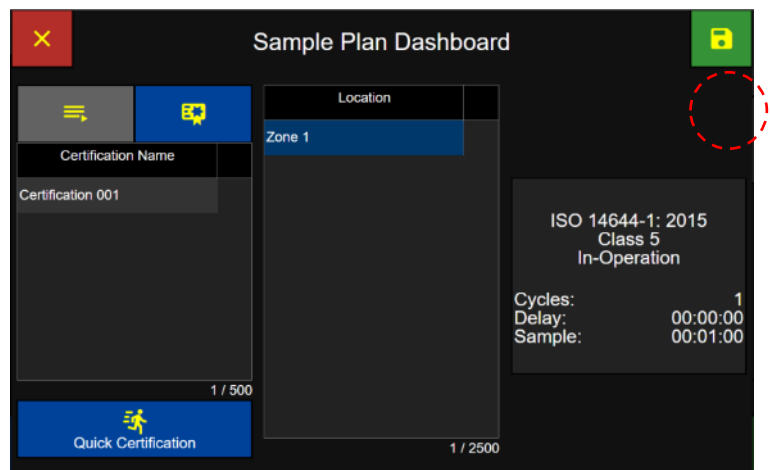 Sample Plan Dashboard
Certification Name
Certification 001
1 / 500
Quick Certification
Location
Zone 1
1 / 2500
ISO 14644-1: 2015
Class 5
In-Operation
Cycles: 1
Delay: 00:00:00
Sample: 00:01:00